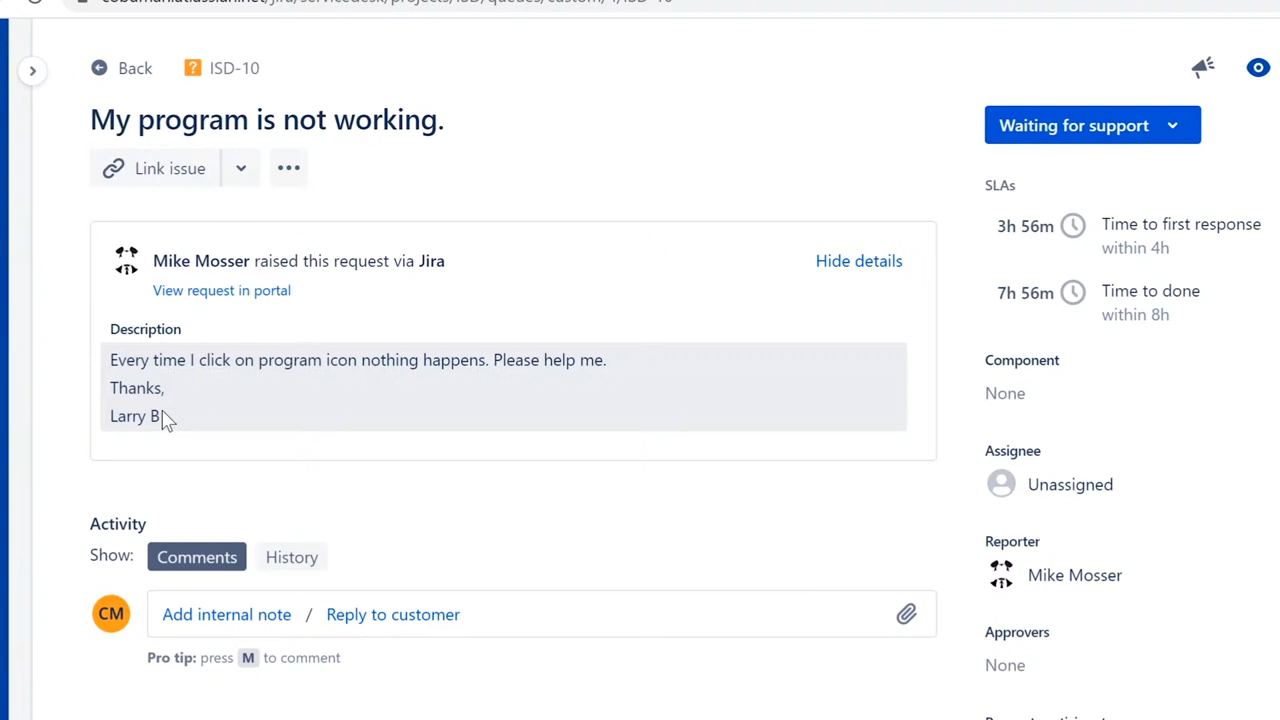 Back ISD-10
My program is not working.
Link issue
Waiting for support
SLAs
3h 56m Time to first response
within 4h
7h 56m Time to done
within 8h
Mike Mosser raised this request via Jira
Hide details
View request in portal
Description
Every time I click on program icon nothing happens. Please help me.
Thanks,
Larry B
Component
None
Assignee
Unassigned
Reporter
Mike Mosser
Approvers
None
Activity
Show: Comments History
CM Add internal note / Reply to customer
Pro tip: press M to comment